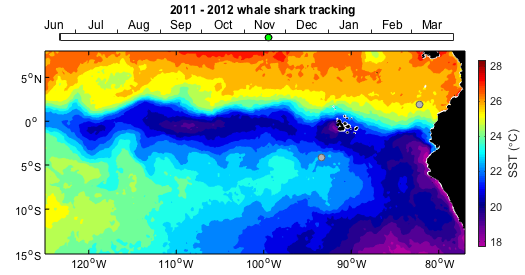 2011 - 2012 whale shark tracking
Jun Jul Aug Sep Oct Nov Dec Jan Feb Mar
28
5°N
26
0°
24
SST (°C)
5°S
22
10°S
20
15°S
18
120°W 110°W 100°W 90°W 80°W